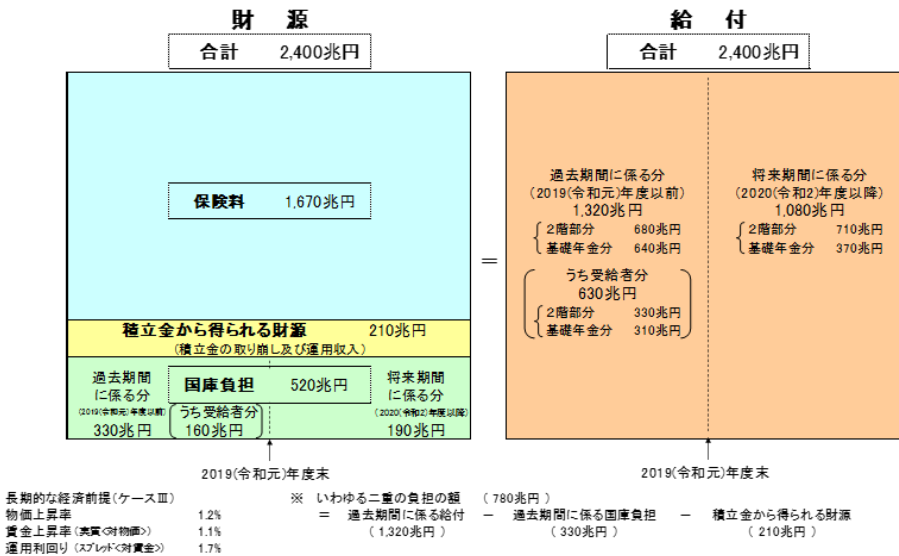 財 源
合計 2,400兆円
保険料 1,670兆円
積立金から得られる財源 210兆円
(積立金の取り崩し及び運用収入)
過去期間
に係る分
(2019(令和元)年度以前)
330兆円
国庫負担 520兆円
うち受給者分
160兆円
将来期間
に係る分
(2020(令和2)年度以降)
190兆円
2019(令和元)年度末
=
給 付
合計 2,400兆円
過去期間に係る分
(2019(令和元)年度以前)
1,320兆円
2階部分 680兆円
基礎年金分 640兆円
うち受給者分
630兆円
2階部分 330兆円
基礎年金分 310兆円
将来期間に係る分
(2020(令和2)年度以降)
1,080兆円
2階部分 710兆円
基礎年金分 370兆円
2019(令和元)年度末
長期的な経済前提(ケースⅢ)
物価上昇率 1.2%
賃金上昇率(実質<対物価>) 1.1%
運用利回り(スプレッド<対賃金>) 1.7%
※ いわゆる二重の負担の額 (780兆円)
= 過去期間に係る給付 － 過去期間に係る国庫負担 － 積立金から得られる財源
(1,320兆円) (330兆円) (210兆円)